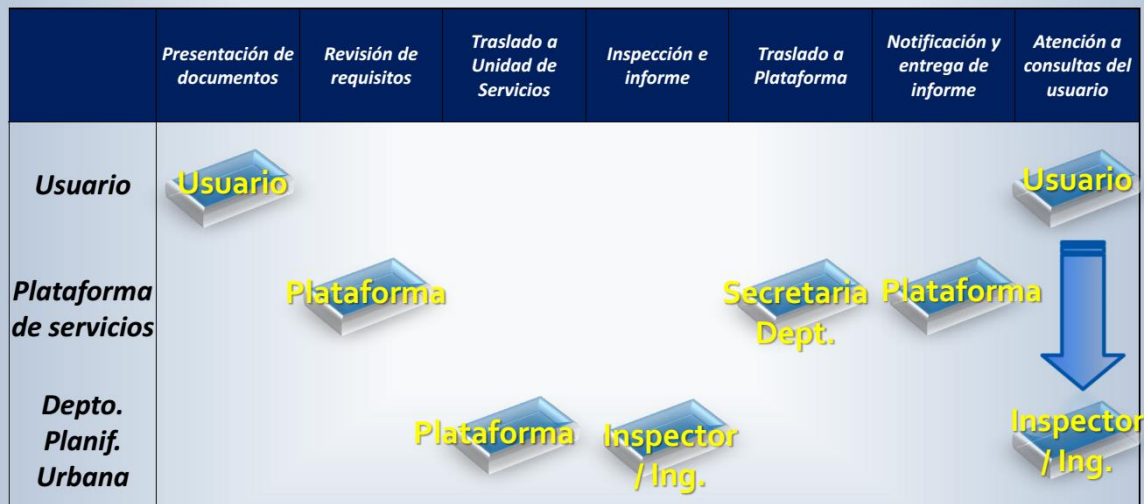 Presentación de
documentos
Revisión de
requisitos
Traslado a
Unidad de
Servicios
Inspección e
informe
Traslado a
Plataforma
Notificación y
entrega de
informe
Atención a
consultas del
usuario
Usuario
Usuario
Usuario
Plataforma
de servicios
Plataforma
Secretaria
Dept.
Plataforma
Depto.
Planif.
Urbana
Plataforma
Inspector
/ Ing.
Inspector
/ Ing.